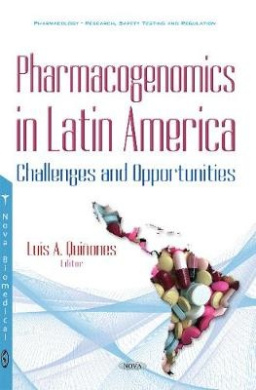 Pharmacology - Research, Safety Testing and Regulation
Pharmacogenomics
in Latin America
Challenges and Opportunities
Luis A. Quiñones
Editor
Nova Biomedical
NOVA